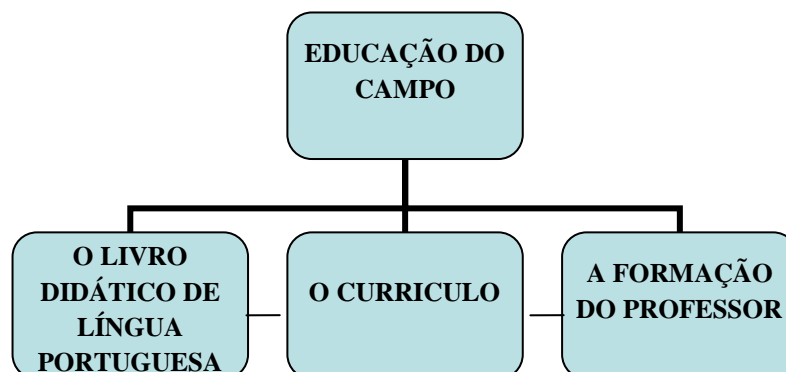 EDUCAÇÃO DO
CAMPO
O LIVRO
DIDÁTICO DE
LÍNGUA
PORTUGUESA
O CURRICULO
A FORMAÇÃO
DO PROFESSOR